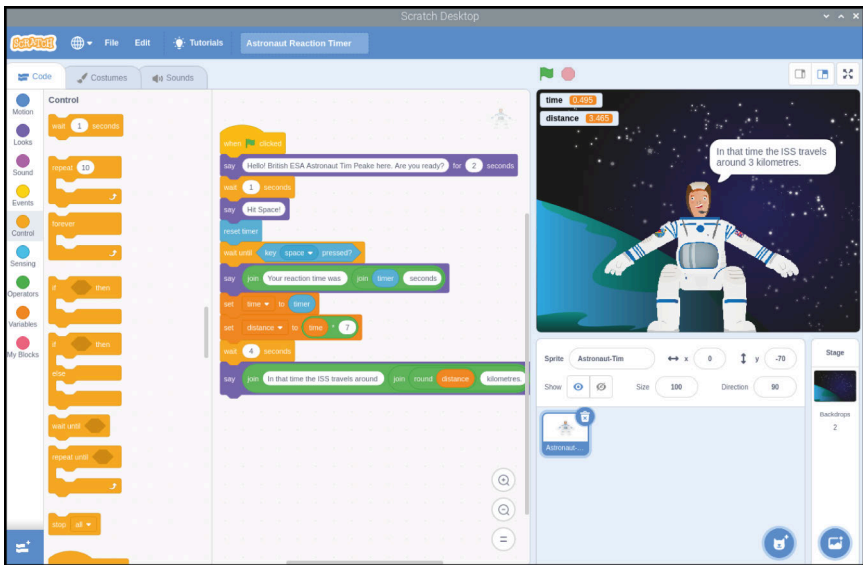 Scratch Desktop
SCRATCH File Edit Tutorials Astronaut Reaction Timer
Code Costumes Sounds
Motion
Looks
Sound
Events
Control
Sensing
Operators
Variables
My Blocks
Control
wait 1 seconds
repeat 10
forever
if then
if then
else
wait until
repeat until
stop all
when clicked
say Hello! British ESA Astronaut Tim Peake here. Are you ready? for 2 seconds
wait 1 seconds
say Hit Space!
reset timer
wait until key space pressed?
say join Your reaction time was join timer seconds
set time to timer
set distance to time * 7
wait 4 seconds
say join In that time the ISS travels around join round distance kilometres.
time 0.495
distance 3.465
In that time the ISS travels
around 3 kilometres.
Sprite Astronaut-Tim x 0 y -70
Show Size 100 Direction 90
Astronaut-...
Stage
Backdrops
2